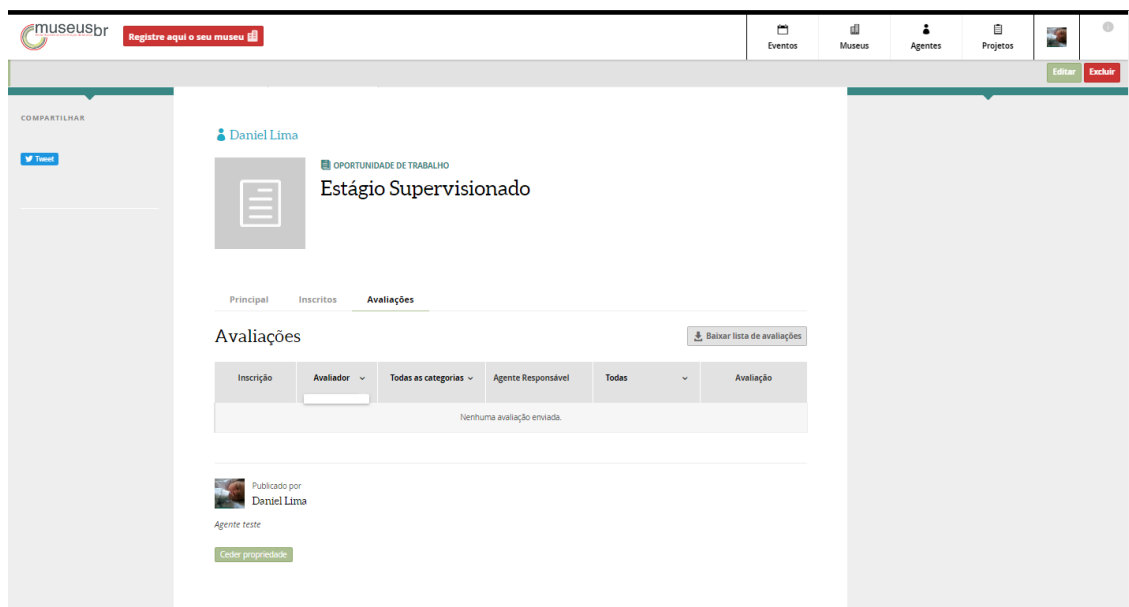 museusbr
Registre aqui o seu museu
Eventos
Museus
Agentes
Projetos
Editar
Excluir
COMPARTILHAR
Tweet
Daniel Lima
OPORTUNIDADE DE TRABALHO
Estágio Supervisionado
Principal Inscritos Avaliações
Avaliações
Baixar lista de avaliações
Inscrição Avaliador Todas as categorias Agente Responsável Todas Avaliação
Nenhuma avaliação enviada.
Publicado por
Daniel Lima
Agente teste
Ceder propriedade